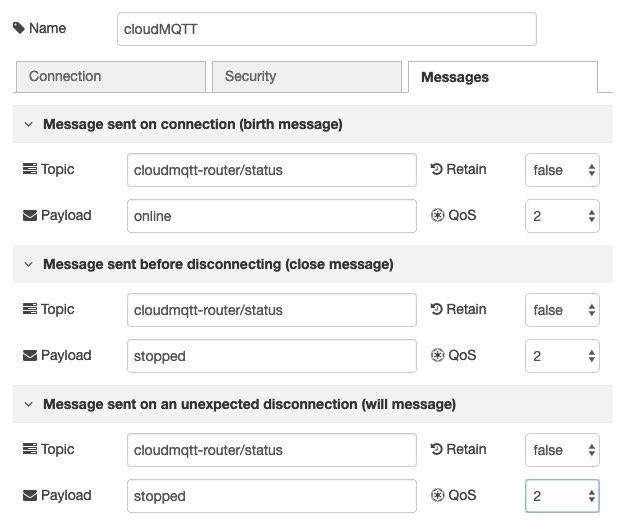 Name cloudMQTT
Connection Security Messages
Message sent on connection (birth message)
Topic cloudmqtt-router/status Retain false
Payload online QoS 2
Message sent before disconnecting (close message)
Topic cloudmqtt-router/status Retain false
Payload stopped QoS 2
Message sent on an unexpected disconnection (will message)
Topic cloudmqtt-router/status Retain false
Payload stopped QoS 2